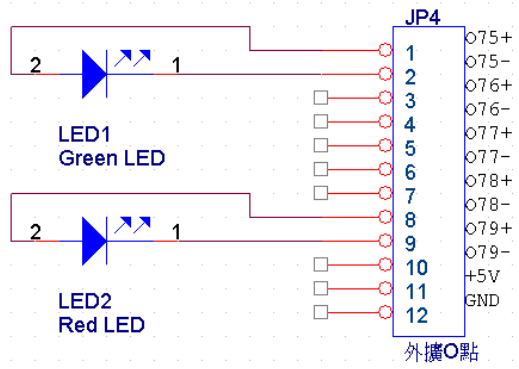 JP4
2
1
LED1
Green LED
2
1
LED2
Red LED
1
2
3
4
5
6
7
8
9
10
11
12
O75+
O75-
O76+
O76-
O77+
O77-
O78+
O78-
O79+
O79-
+5V
GND
外擴O點